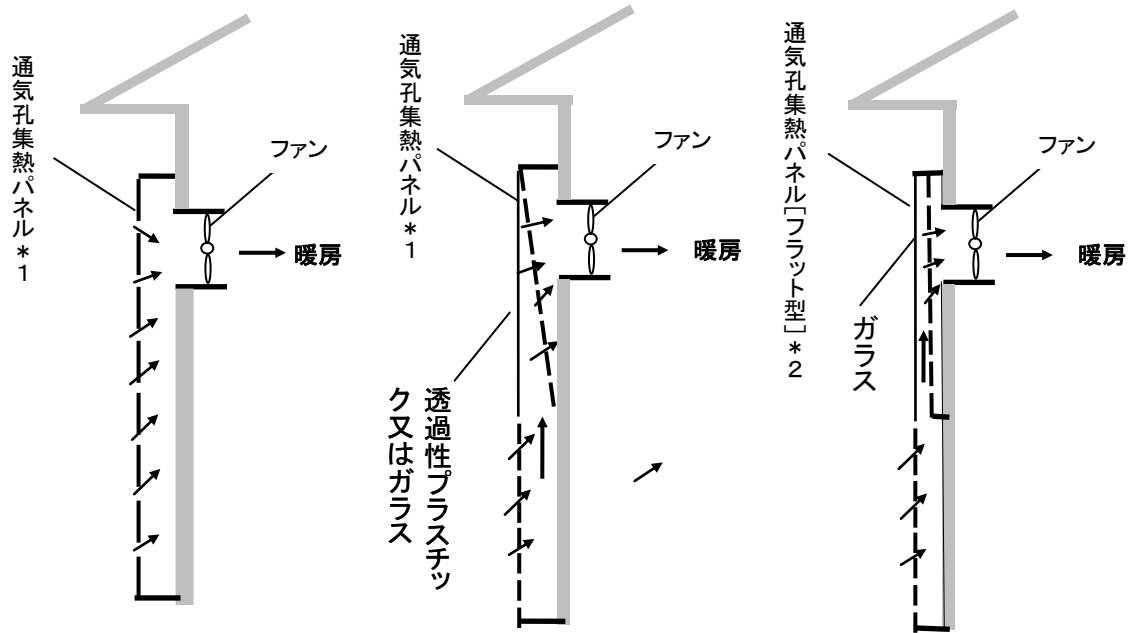 通気孔集熱パネル*1
ファン
暖房
通気孔集熱パネル*1
ファン
暖房
透過性プラスチッ
ク又はガラス
通気孔集熱パネル[フラット型]*2
ファン
暖房
ガラス